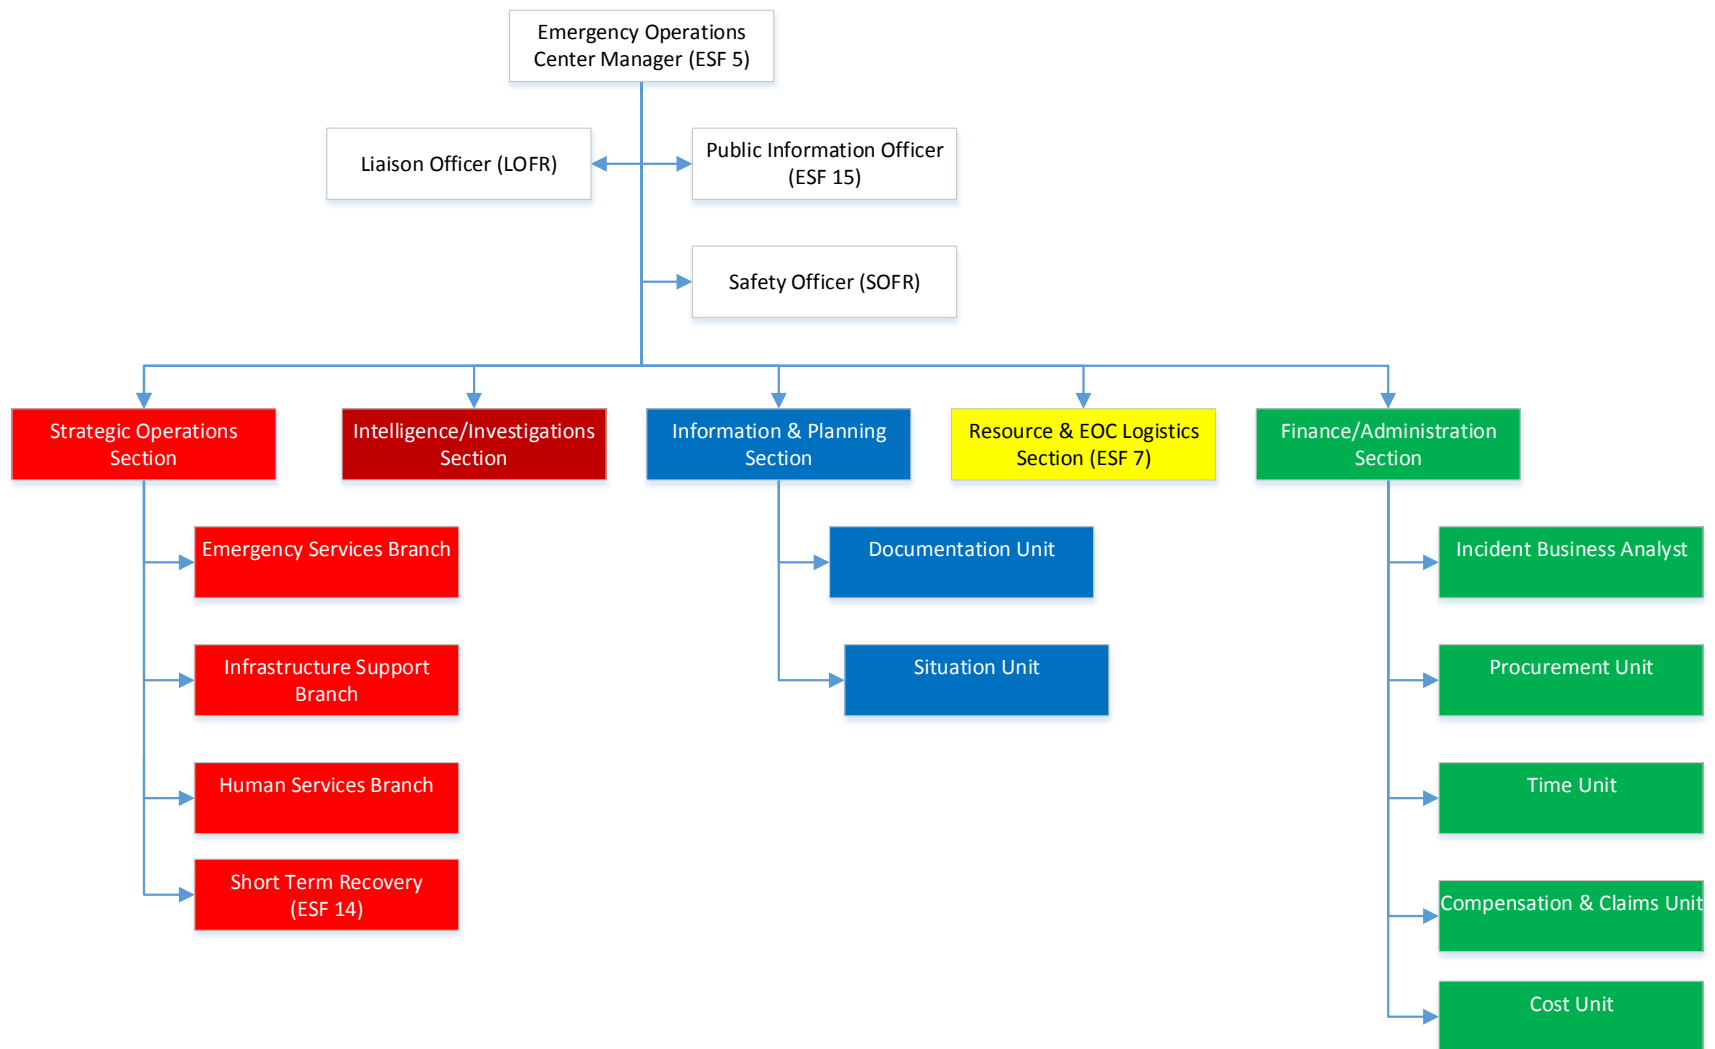 Emergency Operations
Center Manager (ESF 5)
Liaison Officer (LOFR)
Public Information Officer
(ESF 15)
Safety Officer (SOFR)
Strategic Operations
Section
Intelligence/Investigations
Section
Information & Planning
Section
Resource & EOC Logistics
Section (ESF 7)
Finance/Administration
Section
Emergency Services Branch
Infrastructure Support
Branch
Human Services Branch
Short Term Recovery
(ESF 14)
Documentation Unit
Situation Unit
Incident Business Analyst
Procurement Unit
Time Unit
Compensation & Claims Unit
Cost Unit